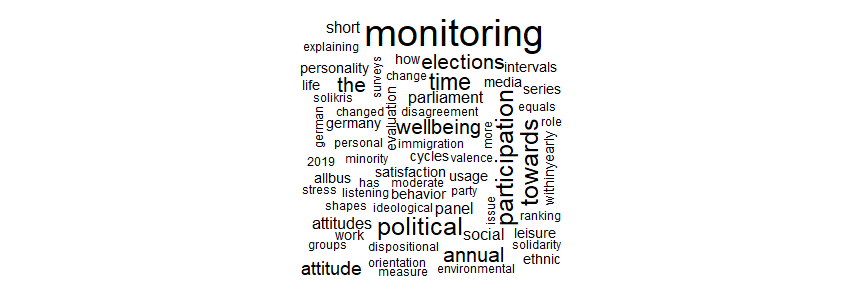 short monitoring
explaining
how elections
personality surveys change time media intervals
life the series
solikris evaluation parliament equals
german changed disagreement participation towards role
germany wellbeing more
personal immigration withinyearly
2019 minority cycles valence
allbus satisfaction usage
has moderate
stress listening behavior party
shapes ideological panel issue ranking
attitudes political social leisure
work
groups dispositional solidarity
annual ethnic
attitude orientation environmental
measure